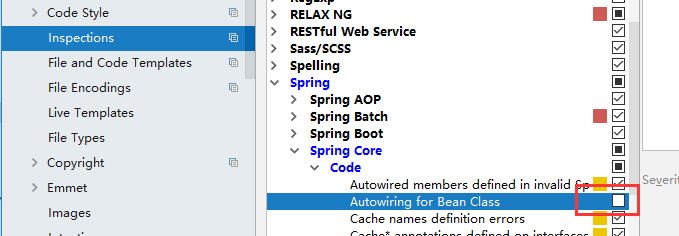 Code Style
Inspections
File and Code Templates
File Encodings
Live Templates
File Types
Copyright
Emmet
Images
RELAX NG
RESTful Web Service
Sass/SCSS
Spelling
Spring
Spring AOP
Spring Batch
Spring Boot
Spring Core
Code
Autowired members defined in invalid Sp
Autowiring for Bean Class
Cache names definition errors
Cache* annotations defined on interfaces
Severit